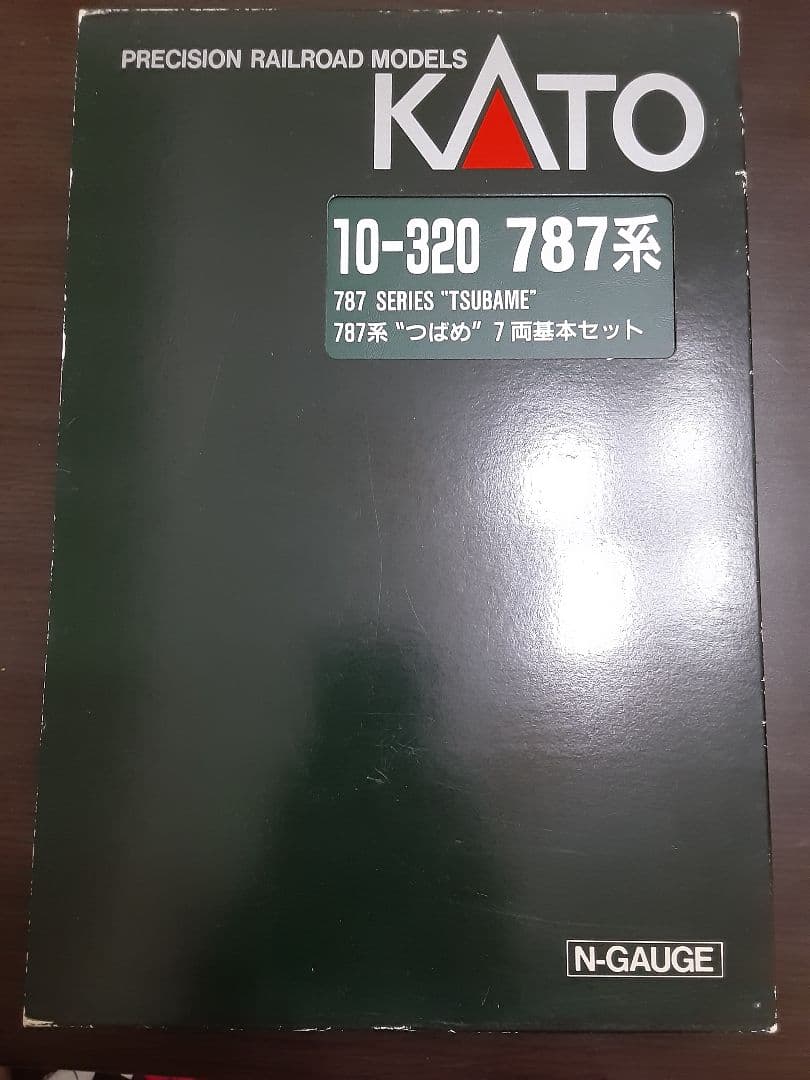 PRECISION RAILROAD MODELS
KATO
10-320 787系
787 SERIES "TSUBAME"
787系 "つばめ" 7両基本セット
N-GAUGE